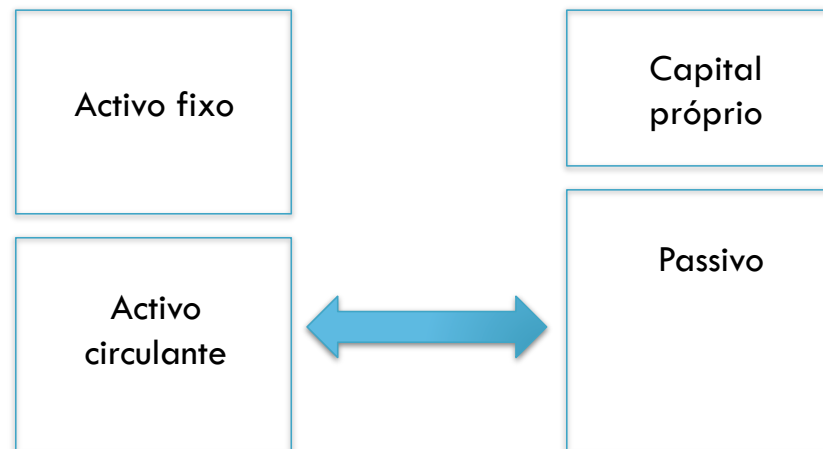 Activo fixo
Capital
próprio
Activo
circulante
Passivo